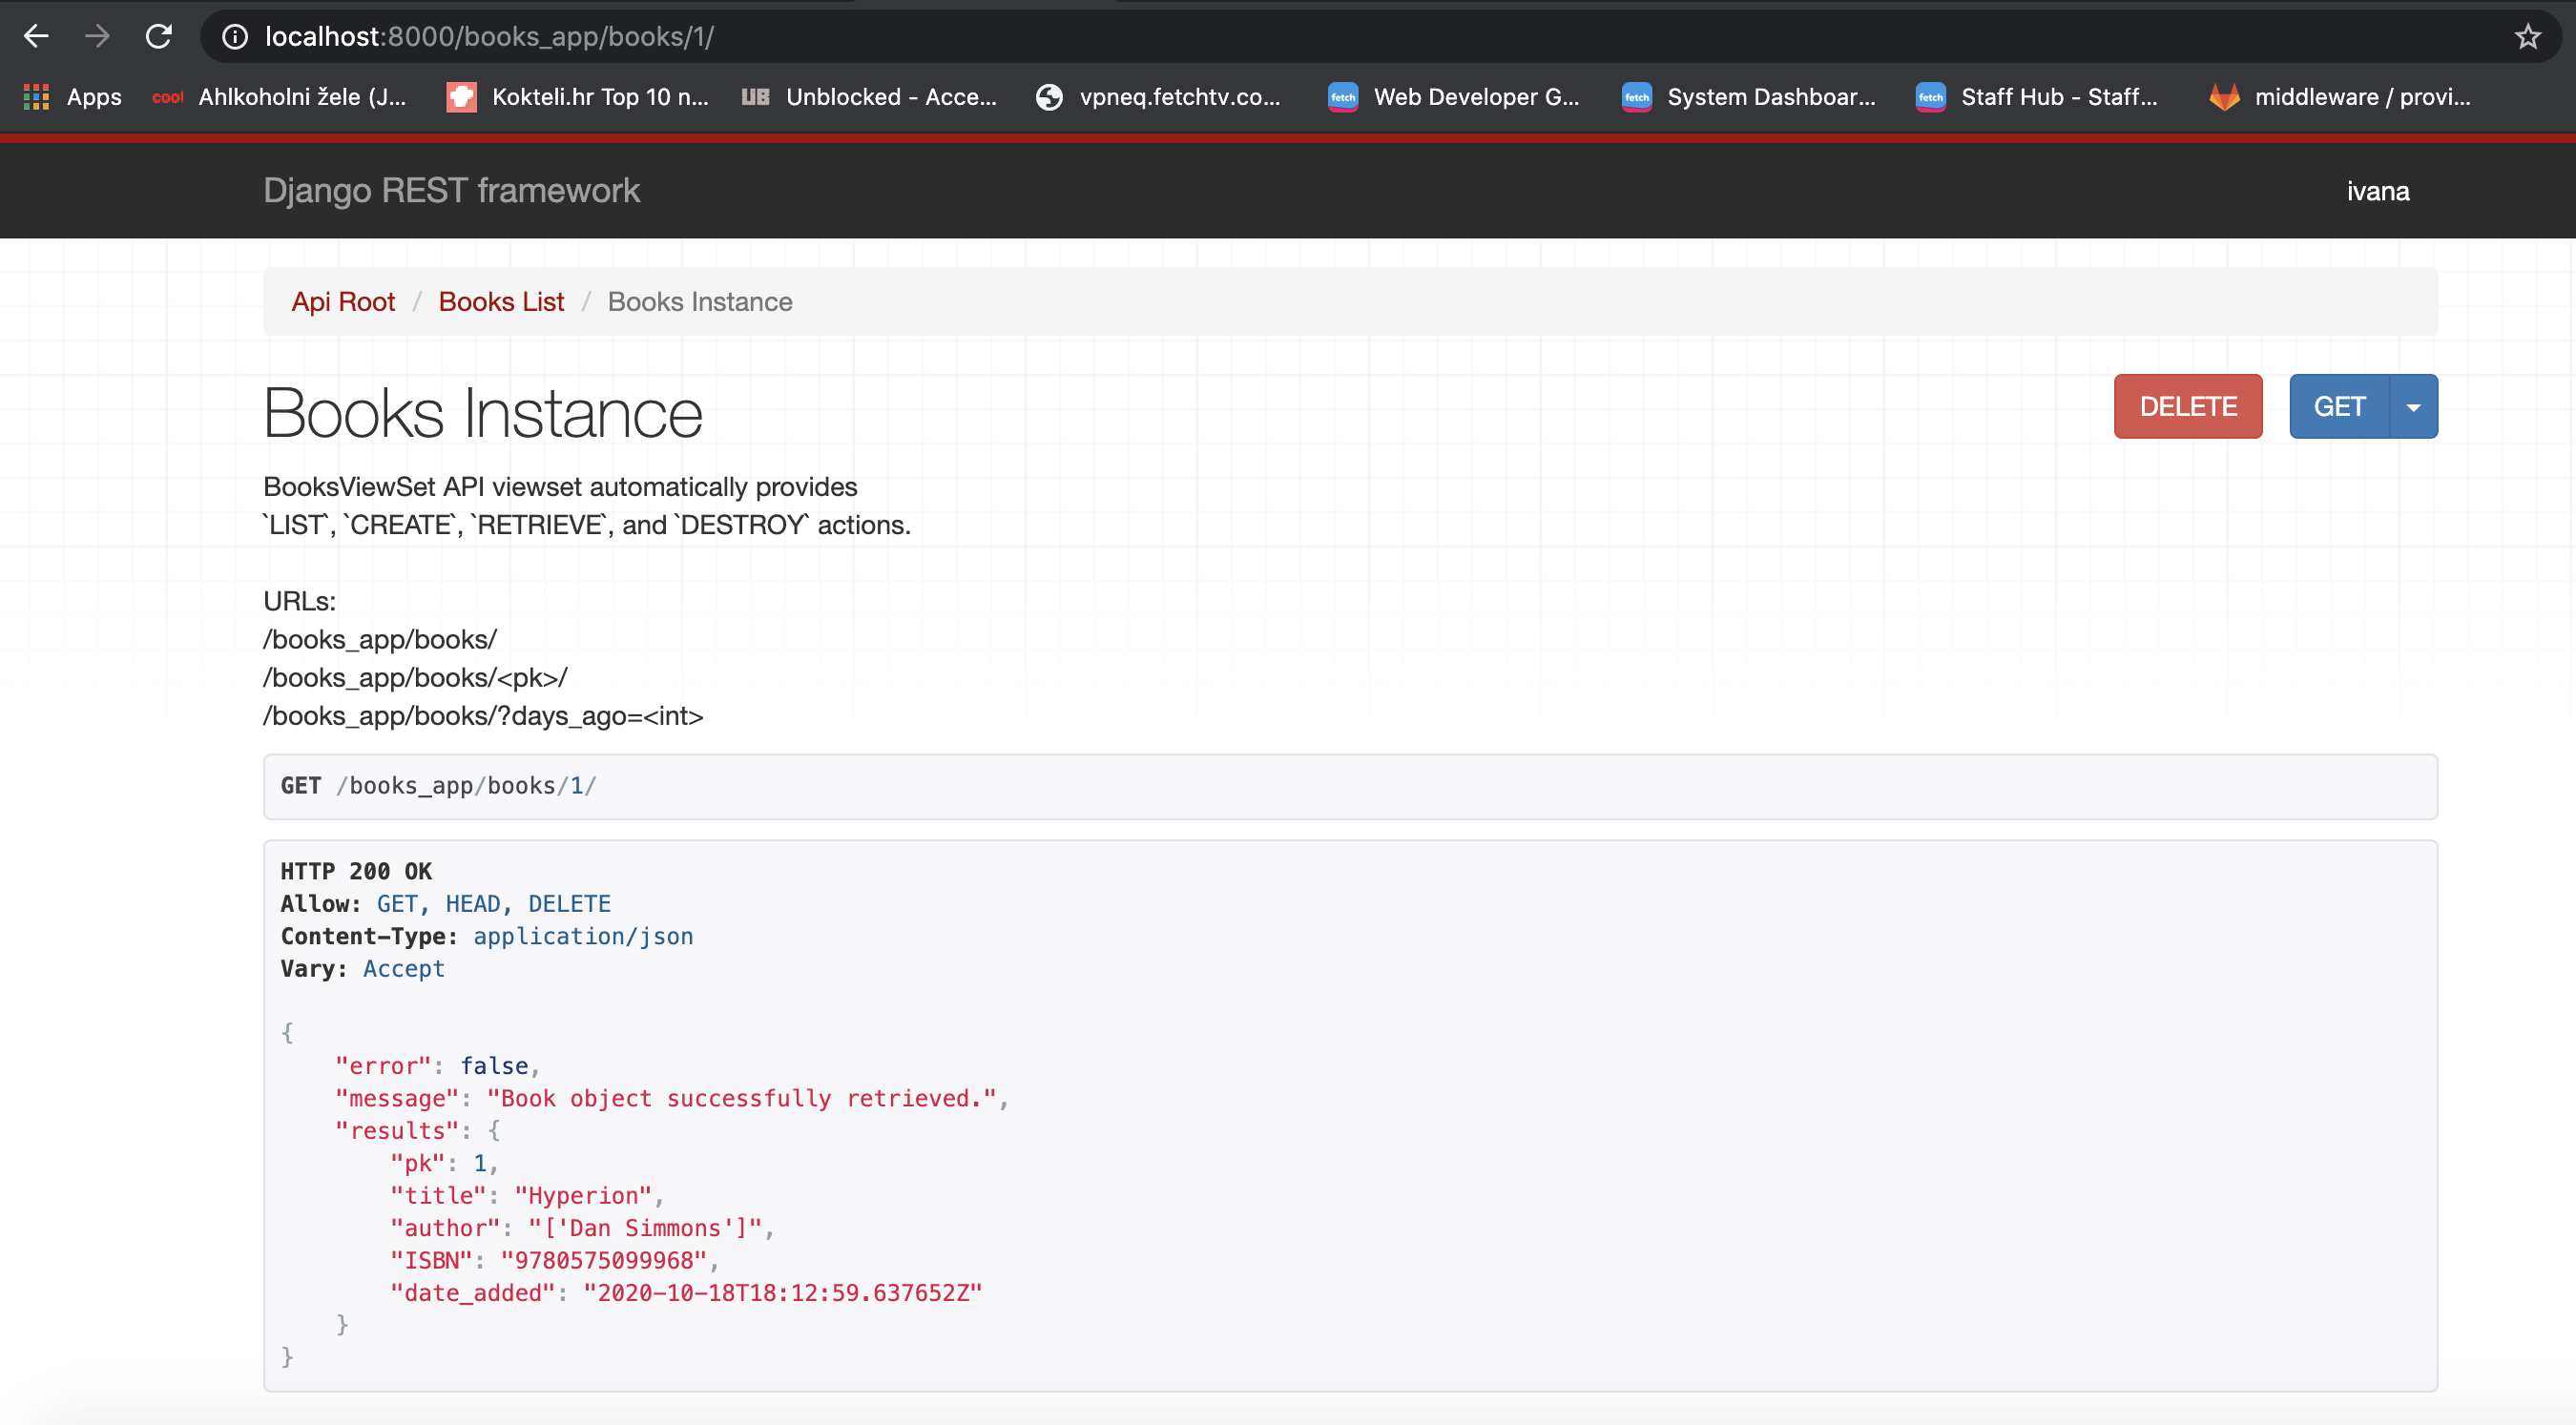 localhost:8000/books_app/books/1/
Apps cool Ahlkoholni žele (J... Kokteli.hr Top 10 n... UB Unblocked - Acce... vpneq.fetchtv.co... fetch Web Developer G... fetch System Dashboar... fetch Staff Hub - Staff... middleware / provi...
Django REST framework ivana
Api Root / Books List / Books Instance
Books Instance DELETE GET
BooksViewSet API viewset automatically provides
`LIST`, `CREATE`, `RETRIEVE`, and `DESTROY` actions.
URLs:
/books_app/books/
/books_app/books/<pk>/
/books_app/books/?days_ago=<int>
GET /books_app/books/1/
HTTP 200 OK
Allow: GET, HEAD, DELETE
Content-Type: application/json
Vary: Accept
{
"error": false,
"message": "Book object successfully retrieved.",
"results": {
"pk": 1,
"title": "Hyperion",
"author": "['Dan Simmons']",
"ISBN": "9780575099968",
"date_added": "2020-10-18T18:12:59.637652Z"
}
}